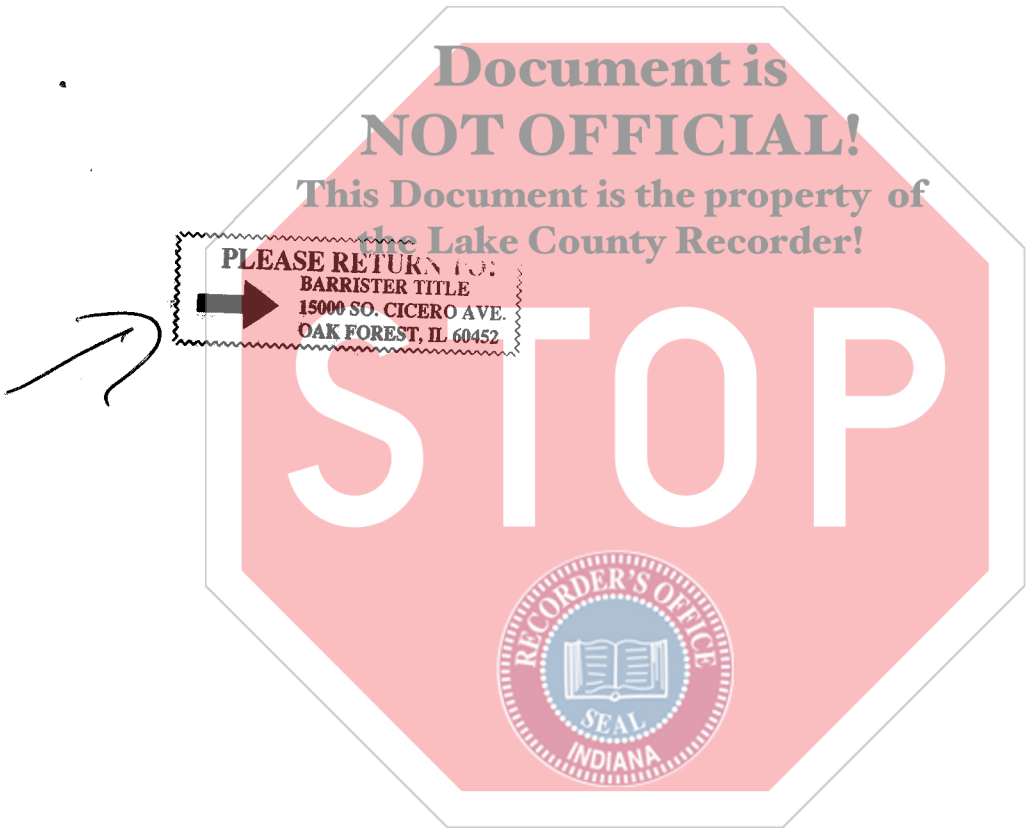 Document is
NOT OFFICIAL!
This Document is the property of
the Lake County Recorder!
PLEASE RETURN TO:
BARRISTER TITLE
15000 SO. CICERO AVE.
OAK FOREST, IL 60452
STOP
RECORDER'S OFFICE
SEAL
INDIANA